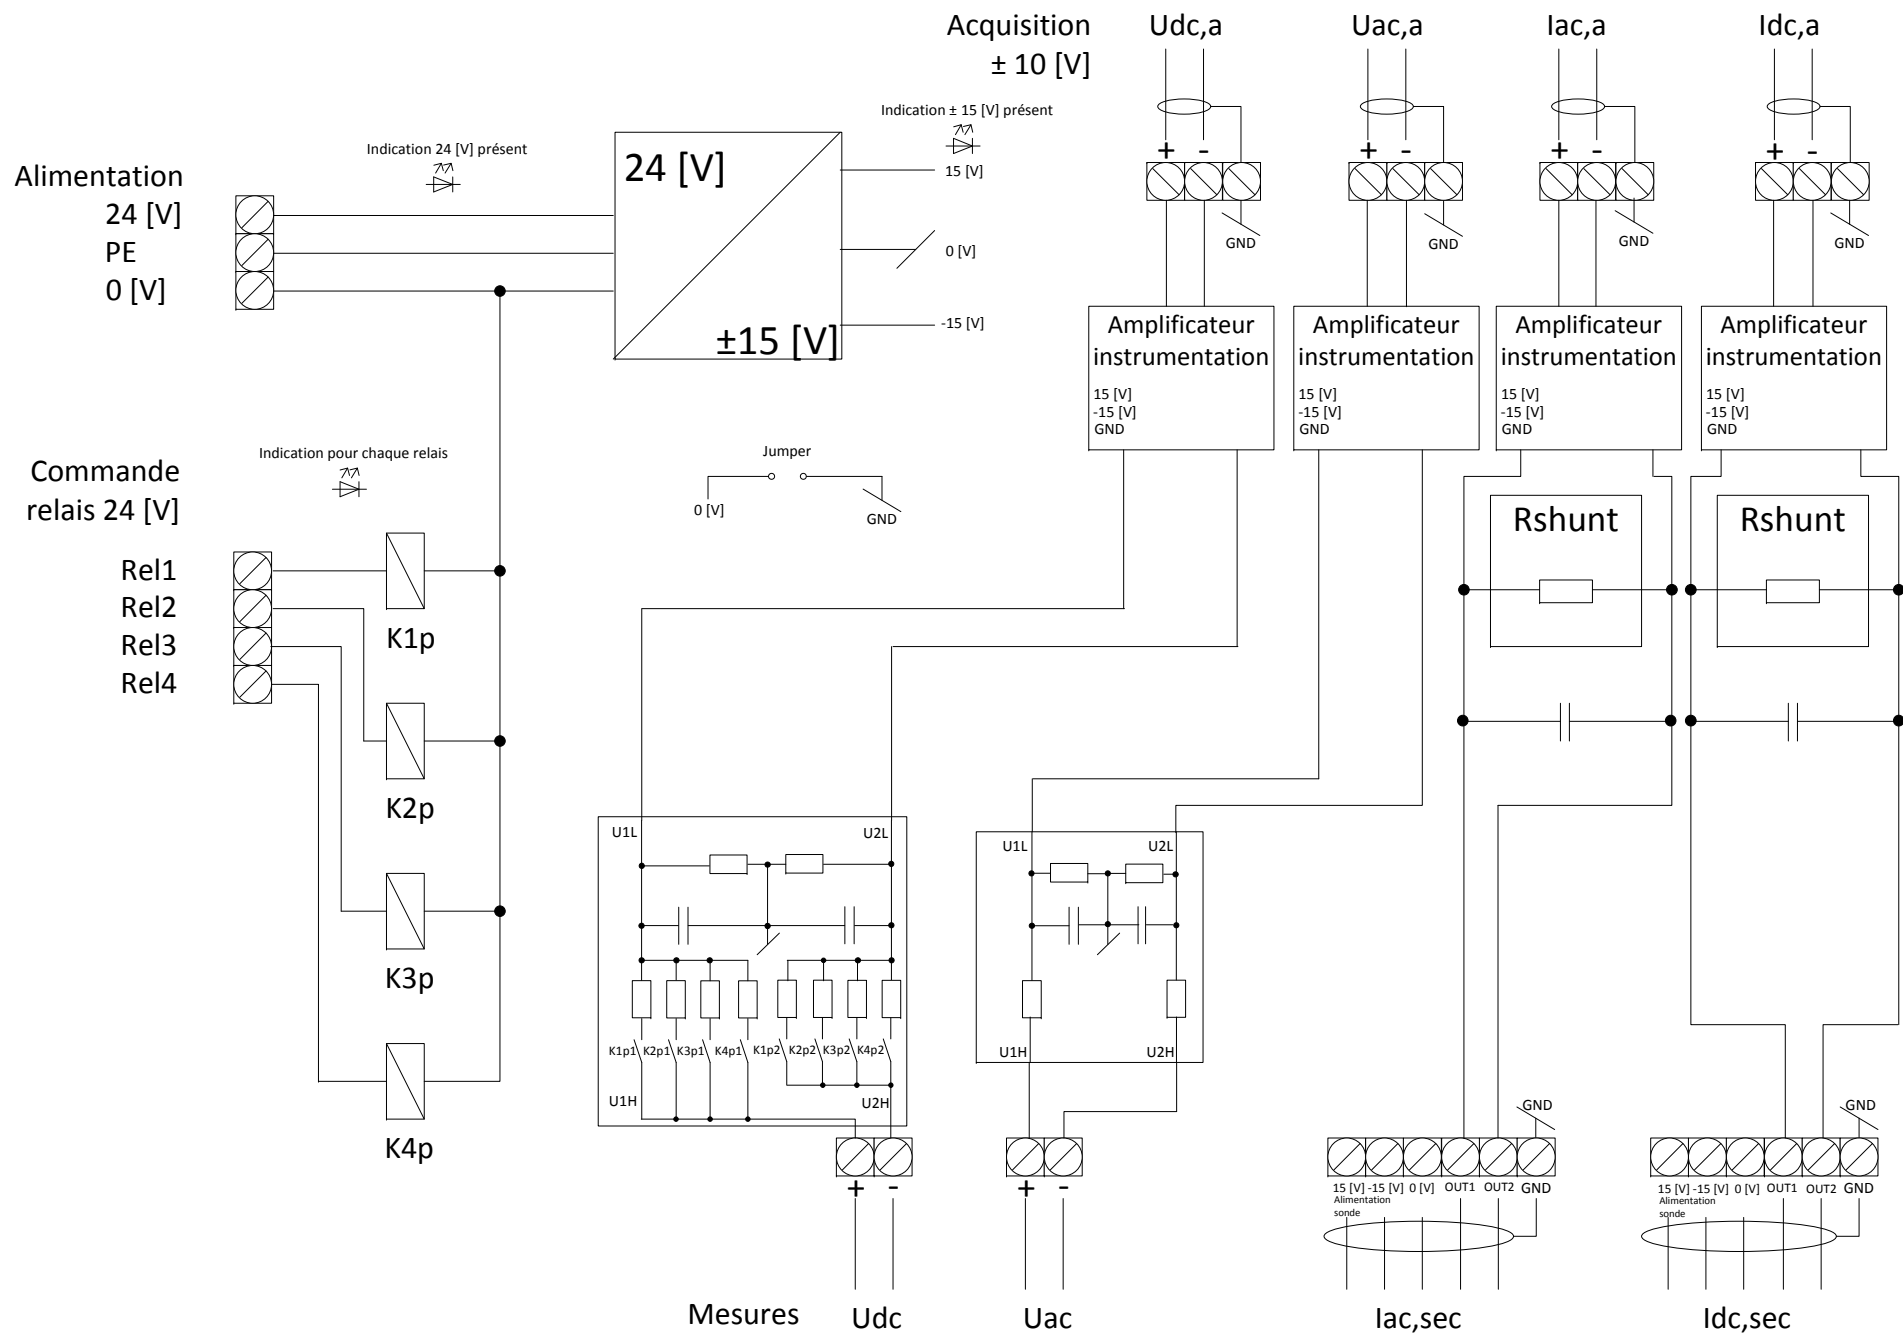 Acquisition
± 10 [V]
Udc,a
Uac,a
Iac,a
Idc,a
Indication ± 15 [V] présent
Indication 24 [V] présent
Alimentation
24 [V]
PE
0 [V]
24 [V]
±15 [V]
15 [V]
0 [V]
-15 [V]
+ -
+ -
+ -
+ -
GND
GND
GND
GND
Amplificateur
instrumentation
15 [V]
-15 [V]
GND
Amplificateur
instrumentation
15 [V]
-15 [V]
GND
Amplificateur
instrumentation
15 [V]
-15 [V]
GND
Amplificateur
instrumentation
15 [V]
-15 [V]
GND
Commande
relais 24 [V]
Indication pour chaque relais
Jumper
0 [V]
GND
Rshunt
Rshunt
Rel1
Rel2
Rel3
Rel4
K1p
K2p
K3p
K4p
U1L
U2L
K1p1 K2p1 K3p1 K4p1 K1p2 K2p2 K3p2 K4p2
U1H
U2H
U1L
U2L
U1H
U2H
+ -
+ -
GND
15 [V] -15 [V] 0 [V] OUT1 OUT2 GND
Alimentation
sonde
GND
15 [V] -15 [V] 0 [V] OUT1 OUT2 GND
Alimentation
sonde
Mesures
Udc
Uac
Iac,sec
Idc,sec